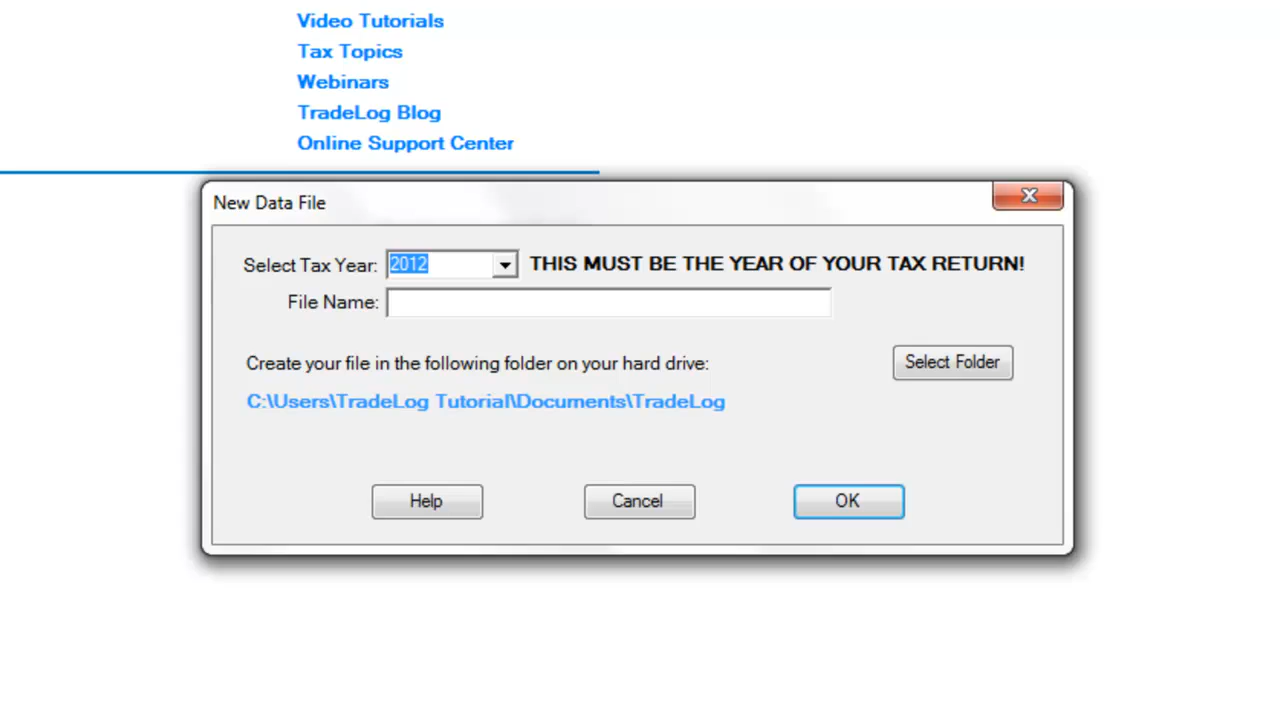 Video Tutorials
Tax Topics
Webinars
TradeLog Blog
Online Support Center
New Data File
Select Tax Year: 2012 THIS MUST BE THE YEAR OF YOUR TAX RETURN!
File Name:
Create your file in the following folder on your hard drive: Select Folder
C:\Users\TradeLog Tutorial\Documents\TradeLog
Help Cancel OK